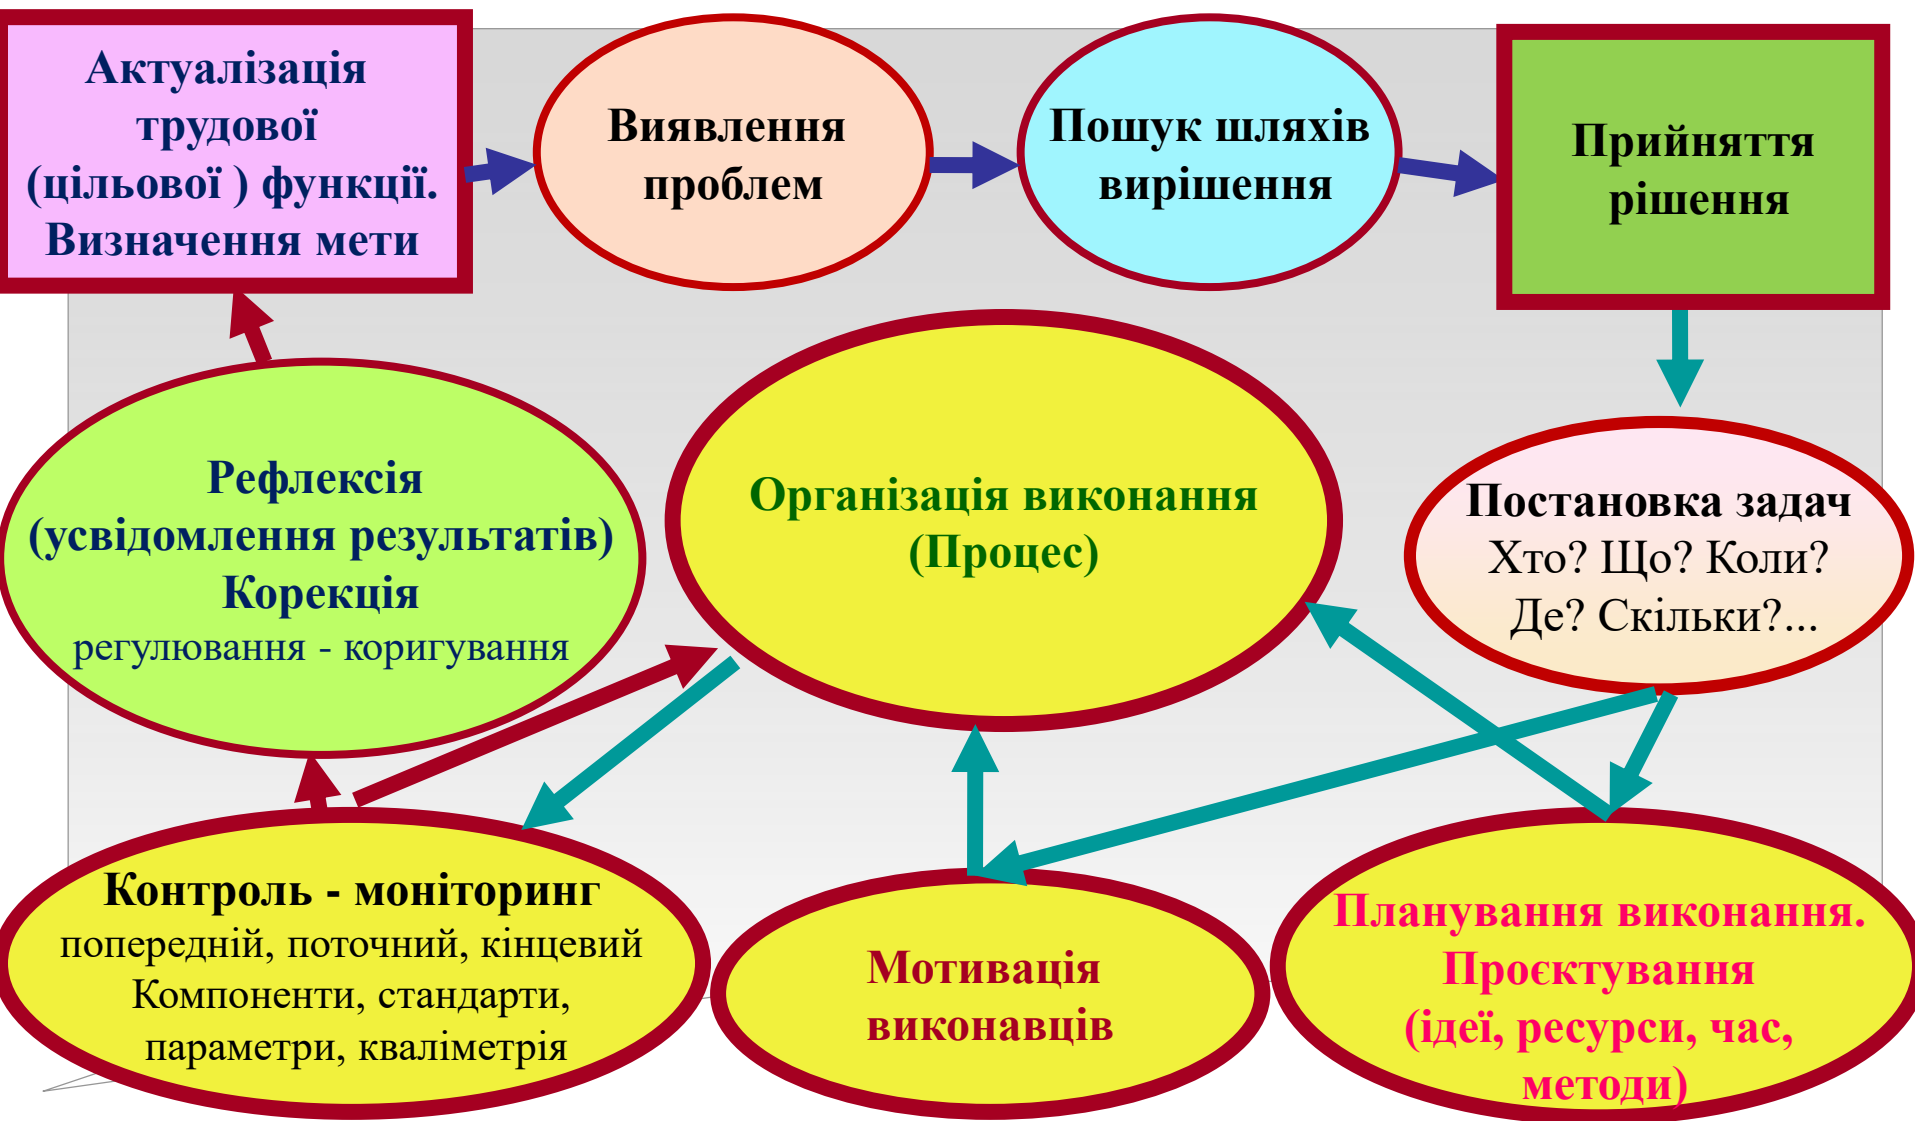 Актуалізація
трудової
(цільової ) функції.
Визначення мети
Виявлення
проблем
Пошук шляхів
вирішення
Прийняття
рішення
Рефлексія
(усвідомлення результатів)
Корекція
регулювання - коригування
Організація виконання
(Процес)
Постановка задач
Хто? Що? Коли?
Де? Скільки?...
Контроль - моніторинг
попередній, поточний, кінцевий
Компоненти, стандарти,
параметри, кваліметрія
Мотивація
виконавців
Планування виконання.
Проєктування
(ідеї, ресурси, час,
методи)